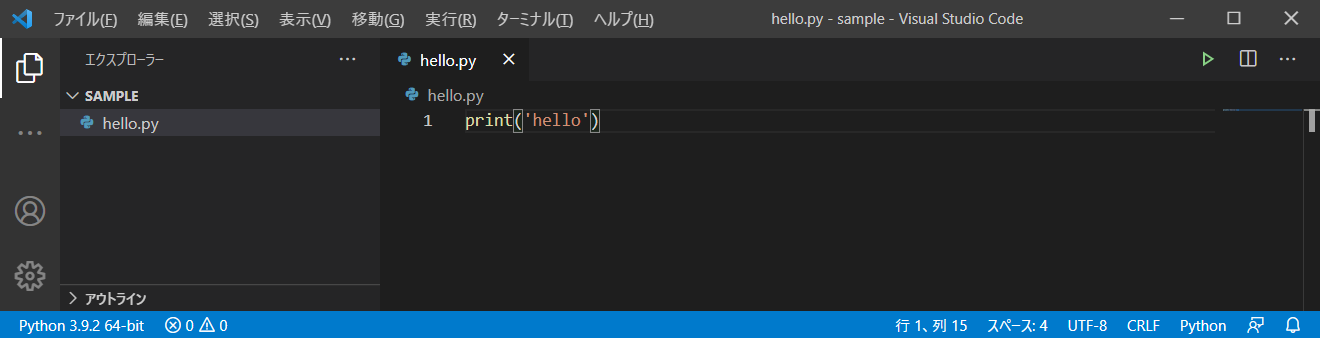 ファイル(F) 編集(E) 選択(S) 表示(V) 移動(G) 実行(R) ターミナル(T) ヘルプ(H) hello.py - sample - Visual Studio Code
エクスプローラー
SAMPLE
hello.py
アウトライン
hello.py
hello.py
1 print('hello')
Python 3.9.2 64-bit 0 0 行 1、列 15 スペース: 4 UTF-8 CRLF Python